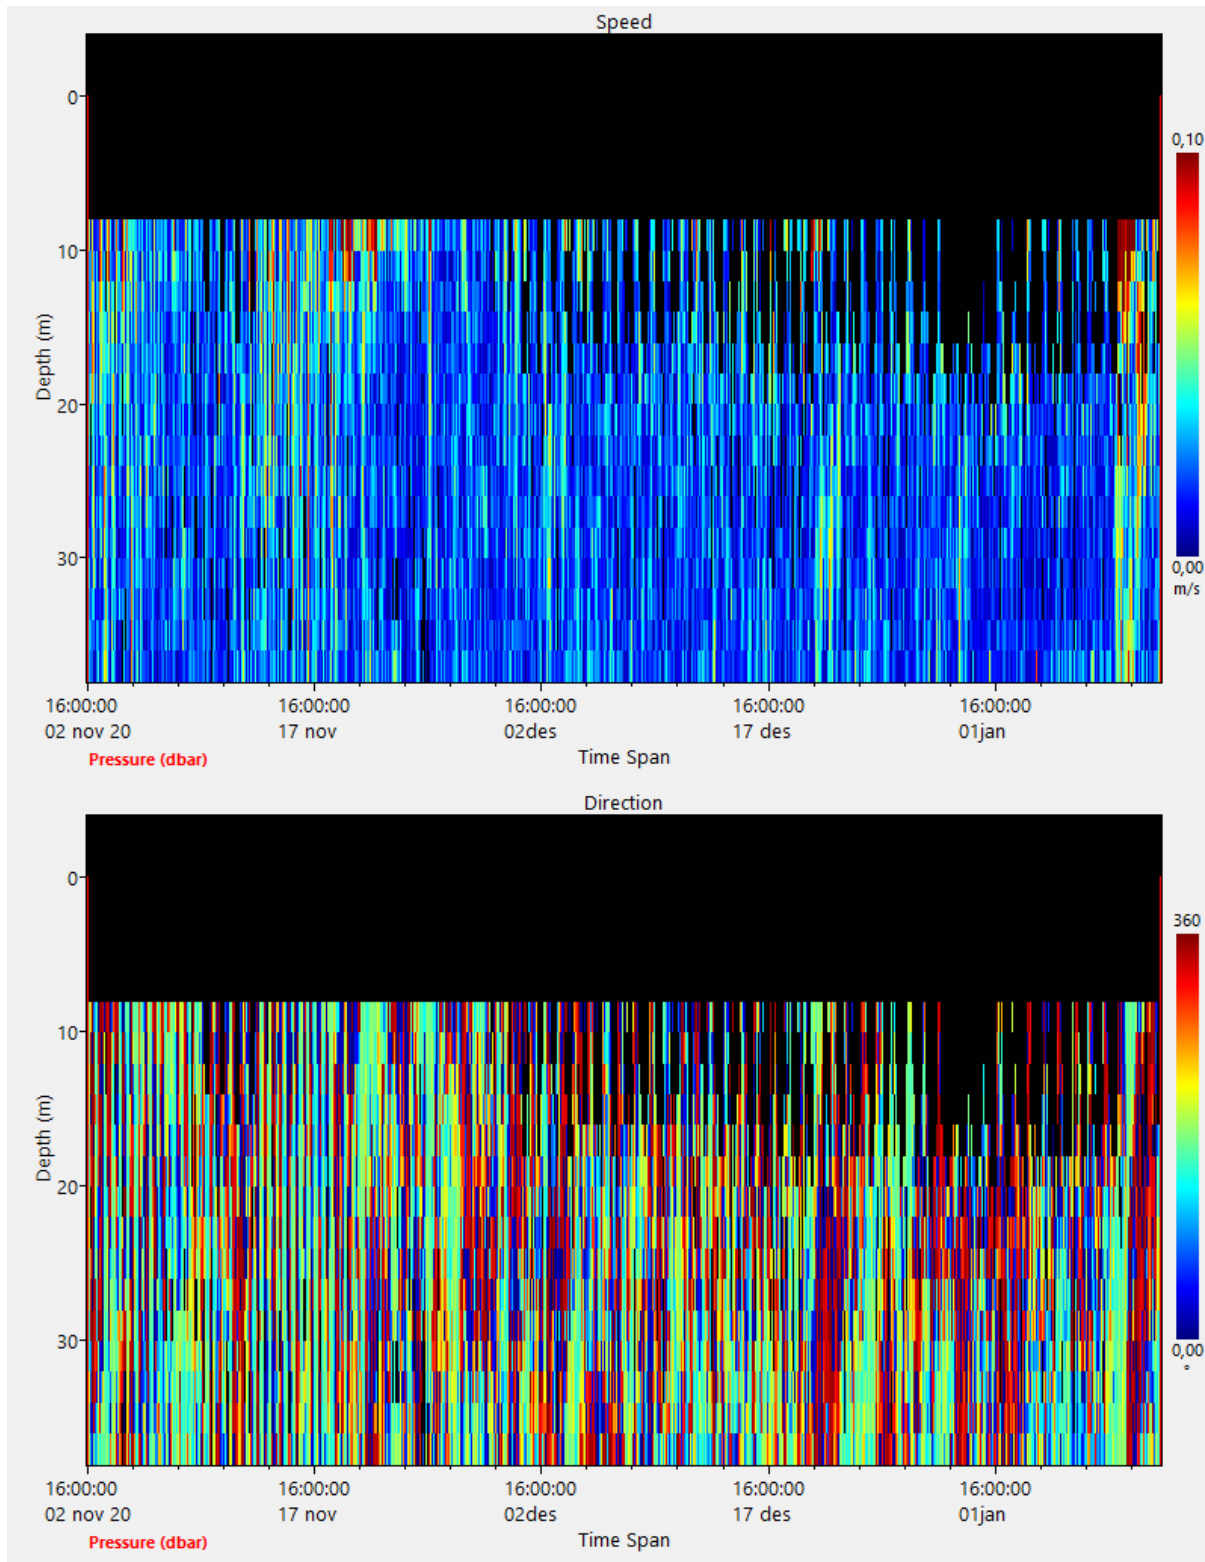 Speed
0
10
20
30
Depth (m)
0,10
0,00
m/s
16:00:00 16:00:00 16:00:00 16:00:00 16:00:00
02 nov 20 17 nov 02des 17 des 01jan
Pressure (dbar)
Time Span
Direction
0
10
20
30
Depth (m)
360
0,00
°
16:00:00 16:00:00 16:00:00 16:00:00 16:00:00
02 nov 20 17 nov 02des 17 des 01jan
Pressure (dbar)
Time Span